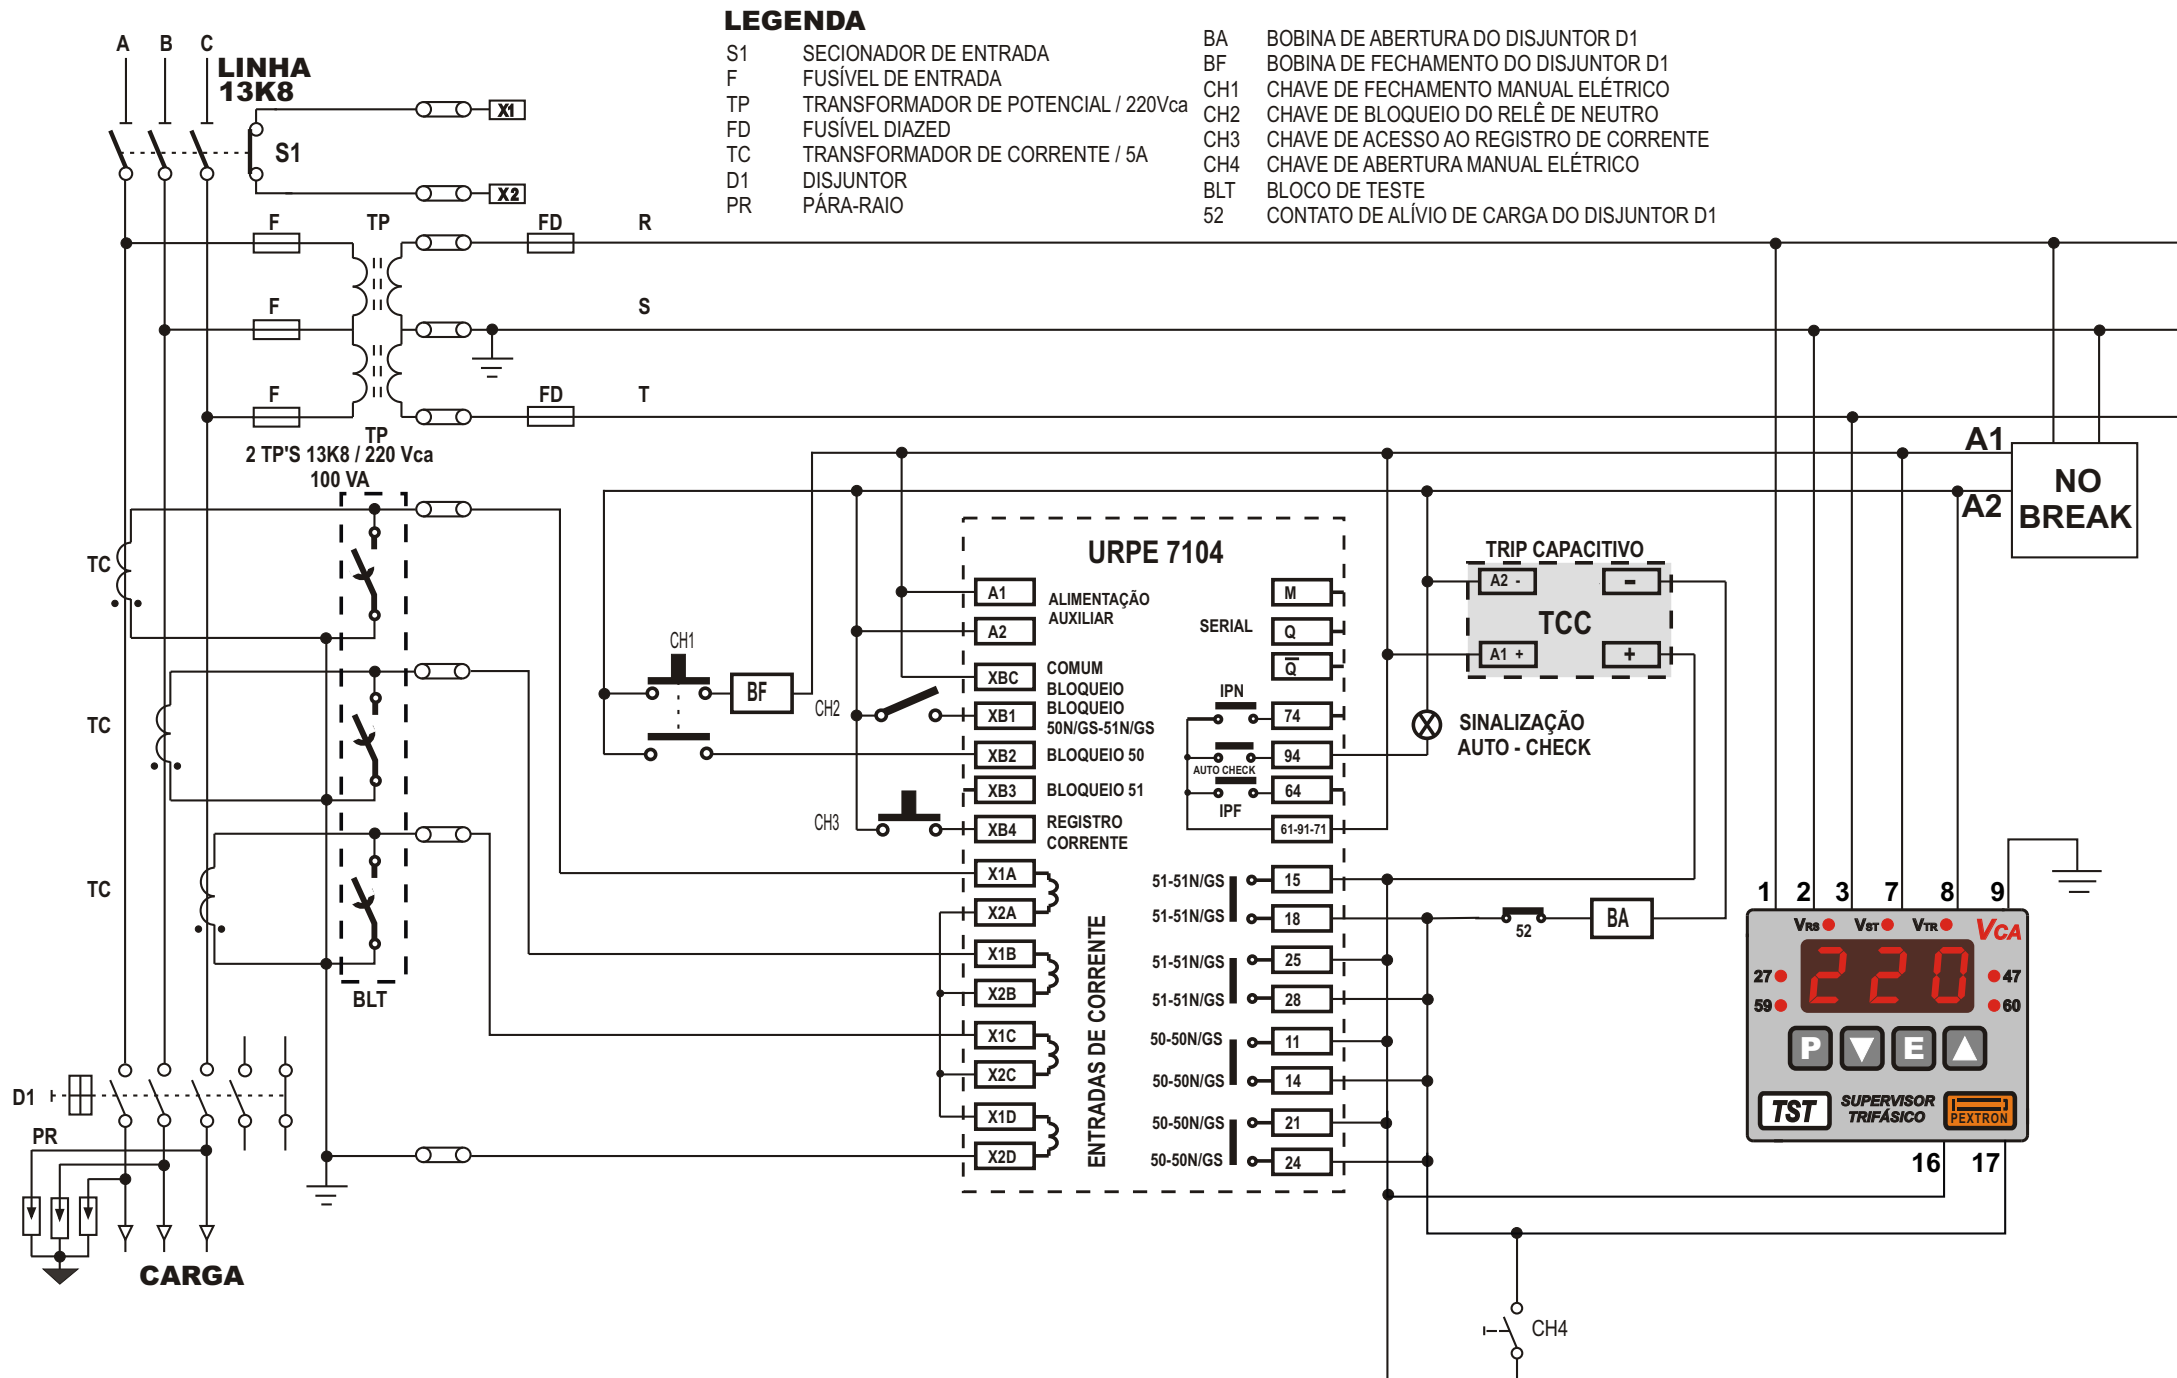 LEGENDA
S1 SECIONADOR DE ENTRADA
F FUSÍVEL DE ENTRADA
TP TRANSFORMADOR DE POTENCIAL / 220Vca
FD FUSÍVEL DIAZED
TC TRANSFORMADOR DE CORRENTE / 5A
D1 DISJUNTOR
PR PÁRA-RAIO
BA BOBINA DE ABERTURA DO DISJUNTOR D1
BF BOBINA DE FECHAMENTO DO DISJUNTOR D1
CH1 CHAVE DE FECHAMENTO MANUAL ELÉTRICO
CH2 CHAVE DE BLOQUEIO DO RELÊ DE NEUTRO
CH3 CHAVE DE ACESSO AO REGISTRO DE CORRENTE
CH4 CHAVE DE ABERTURA MANUAL ELÉTRICO
BLT BLOCO DE TESTE
52 CONTATO DE ALÍVIO DE CARGA DO DISJUNTOR D1
A B C
LINHA
13K8
X1
S1
X2
F TP FD R
F S
F FD T
TP
2 TP'S 13K8 / 220 Vca
100 VA
TC
TC
TC
BLT
D1
PR
CARGA
A1
A2
NO
BREAK
CH1
BF
CH2
CH3
URPE 7104
A1
A2
ALIMENTAÇÃO
AUXILIAR
XBC
COMUM
BLOQUEIO
XB1
BLOQUEIO
50N/GS-51N/GS
XB2 BLOQUEIO 50
XB3 BLOQUEIO 51
XB4
REGISTRO
CORRENTE
X1A
X2A
X1B
X2B
X1C
X2C
X1D
X2D
ENTRADAS DE CORRENTE
SERIAL
M
Q
Q̅
IPN
74
94
AUTO CHECK
64
IPF
61-91-71
51-51N/GS 15
51-51N/GS 18
51-51N/GS 25
51-51N/GS 28
50-50N/GS 11
50-50N/GS 14
50-50N/GS 21
50-50N/GS 24
TRIP CAPACITIVO
A2 - -
TCC
A1 + +
SINALIZAÇÃO
AUTO - CHECK
52
BA
CH4
1 2 3 7 8 9
VRS VST VTR VCA
220
27 47
59 60
P E
TST
SUPERVISOR
TRIFÁSICO
PEXTRON
16 17